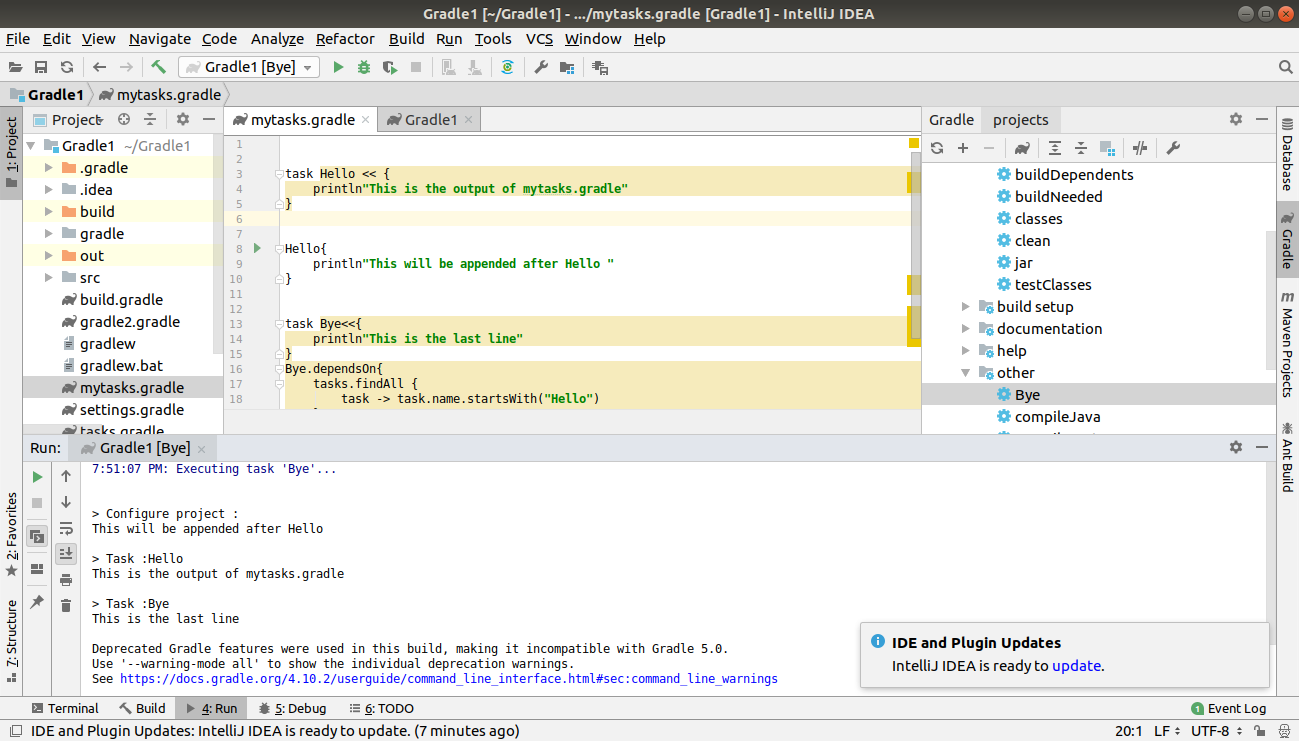 Gradle1 [~/Gradle1] - .../mytasks.gradle [Gradle1] - IntelliJ IDEA
File Edit View Navigate Code Analyze Refactor Build Run Tools VCS Window Help
Gradle1 [Bye]
Gradle1 mytasks.gradle
1: Project
2: Favorites
7: Structure
Project
Gradle1 ~/Gradle1
.gradle
.idea
build
gradle
out
src
build.gradle
gradle2.gradle
gradlew
gradlew.bat
mytasks.gradle
settings.gradle
tasks.gradle
mytasks.gradle Gradle1
1
2
3 task Hello << {
4 println"This is the output of mytasks.gradle"
5 }
6
7
8 Hello{
9 println"This will be appended after Hello "
10 }
11
12
13 task Bye<<{
14 println"This is the last line"
15 }
16 Bye.dependsOn{
17 tasks.findAll {
18 task -> task.name.startsWith("Hello")
Gradle projects
buildDependents
buildNeeded
classes
clean
jar
testClasses
build setup
documentation
help
other
Bye
compileJava
Database
Gradle
m Maven Projects
Ant Build
Run: Gradle1 [Bye]
7:51:07 PM: Executing task 'Bye'...
> Configure project :
This will be appended after Hello
> Task :Hello
This is the output of mytasks.gradle
> Task :Bye
This is the last line
Deprecated Gradle features were used in this build, making it incompatible with Gradle 5.0.
Use '--warning-mode all' to show the individual deprecation warnings.
See https://docs.gradle.org/4.10.2/userguide/command_line_interface.html#sec:command_line_warnings
IDE and Plugin Updates
IntelliJ IDEA is ready to update.
Terminal Build 4: Run 5: Debug 6: TODO 1 Event Log
IDE and Plugin Updates: IntelliJ IDEA is ready to update. (7 minutes ago) 20:1 LF UTF-8